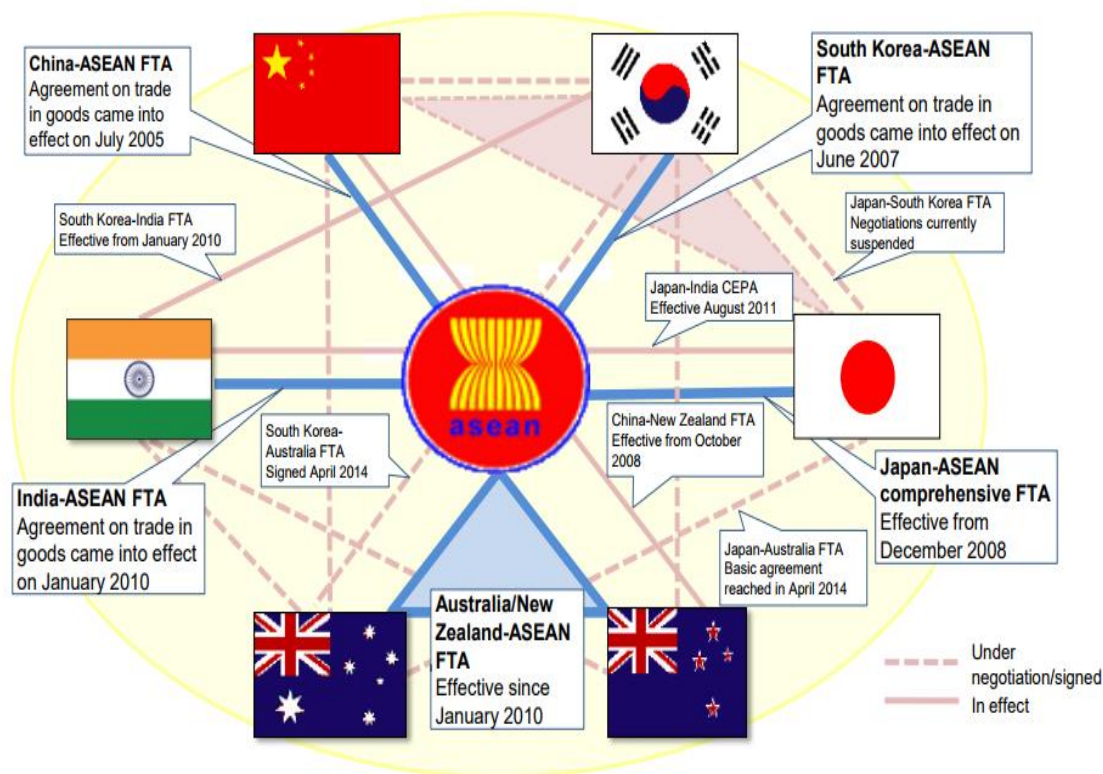 China-ASEAN FTA
Agreement on trade
in goods came into
effect on July 2005
South Korea-ASEAN
FTA
Agreement on trade in
goods came into effect on
June 2007
South Korea-India FTA
Effective from January 2010
Japan-South Korea FTA
Negotiations currently
suspended
Japan-India CEPA
Effective August 2011
asean
South Korea-
Australia FTA
Signed April 2014
China-New Zealand FTA
Effective from October
2008
India-ASEAN FTA
Agreement on trade in
goods came into effect
on January 2010
Japan-ASEAN
comprehensive FTA
Effective from
December 2008
Japan-Australia FTA
Basic agreement
reached in April 2014
Australia/New
Zealand-ASEAN
FTA
Effective since
January 2010
Under
negotiation/signed
In effect